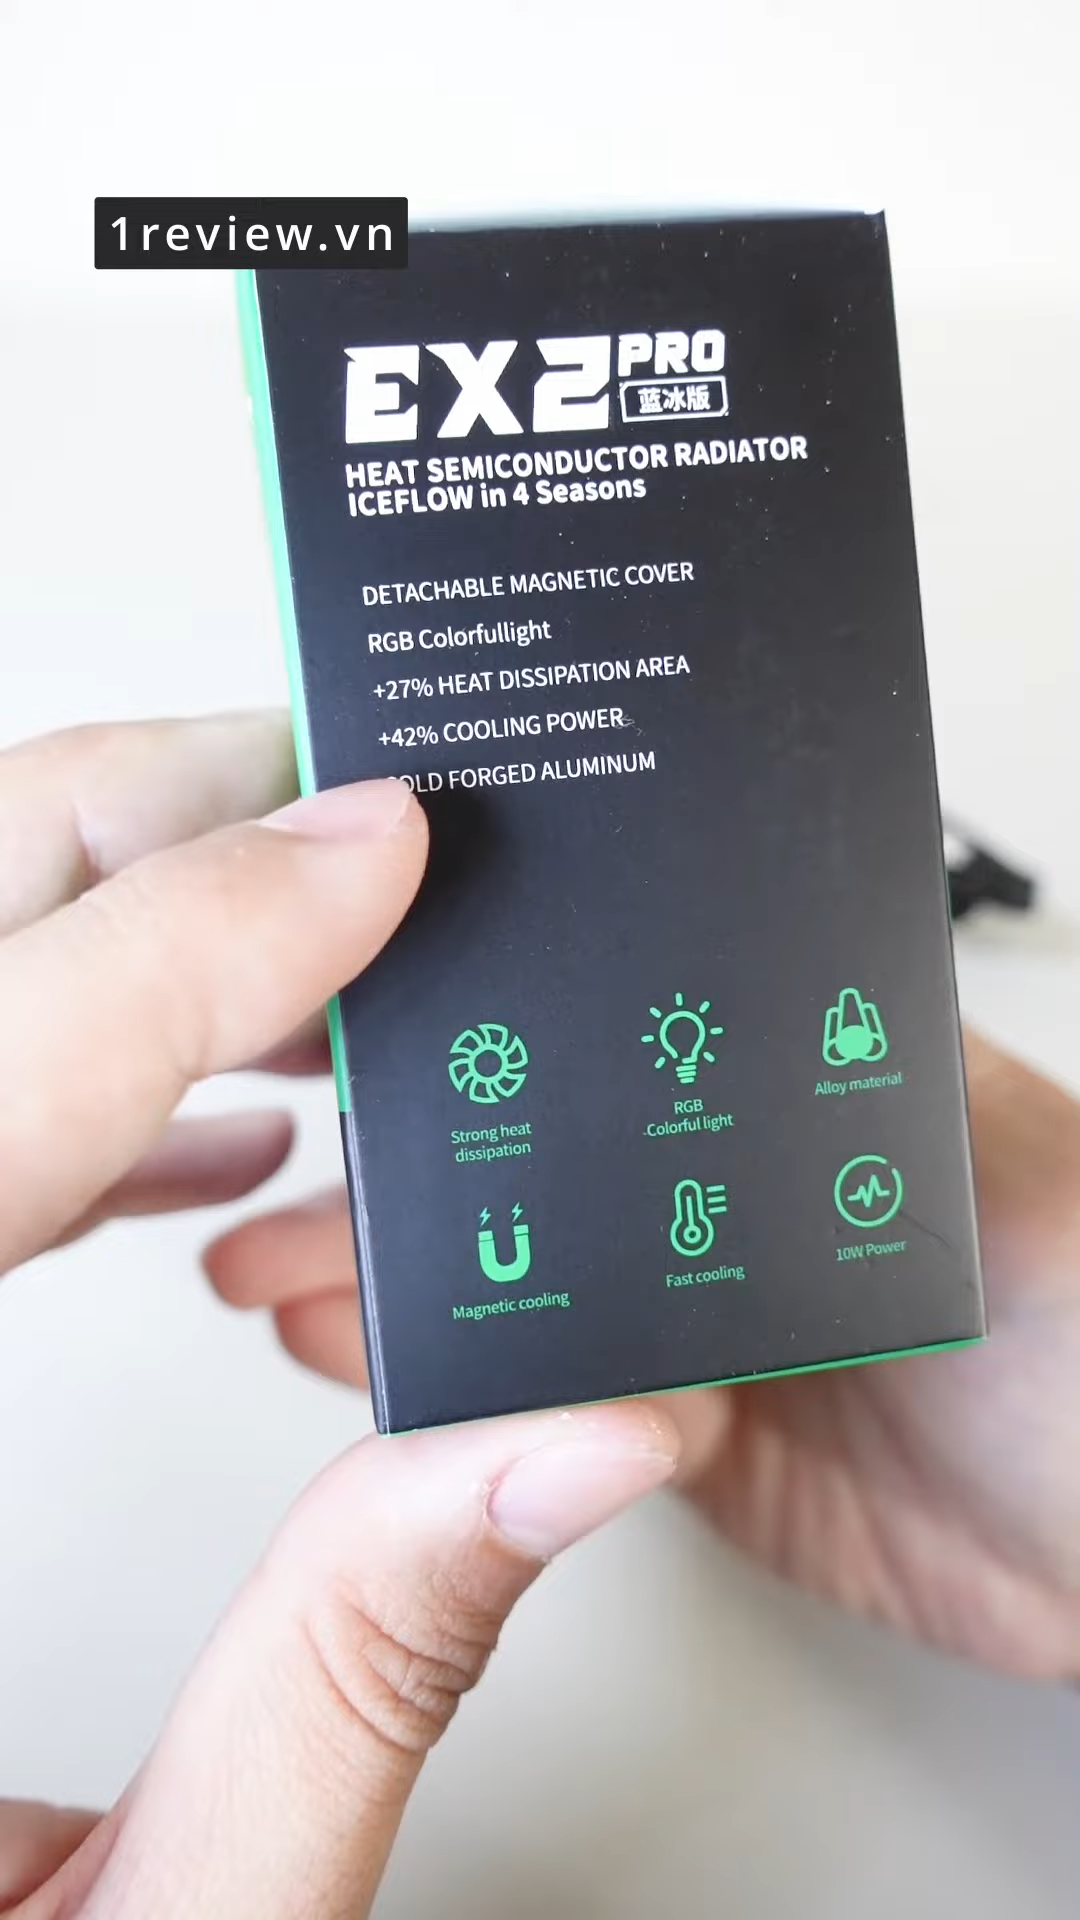 1review.vn
EX2 PRO
蓝冰版
HEAT SEMICONDUCTOR RADIATOR
ICEFLOW in 4 Seasons
DETACHABLE MAGNETIC COVER
RGB Colorfullight
+27% HEAT DISSIPATION AREA
+42% COOLING POWER
FORGED ALUMINUM
Strong heat
dissipation
RGB
Colorful light
Alloy material
Magnetic cooling
Fast cooling
10W Power